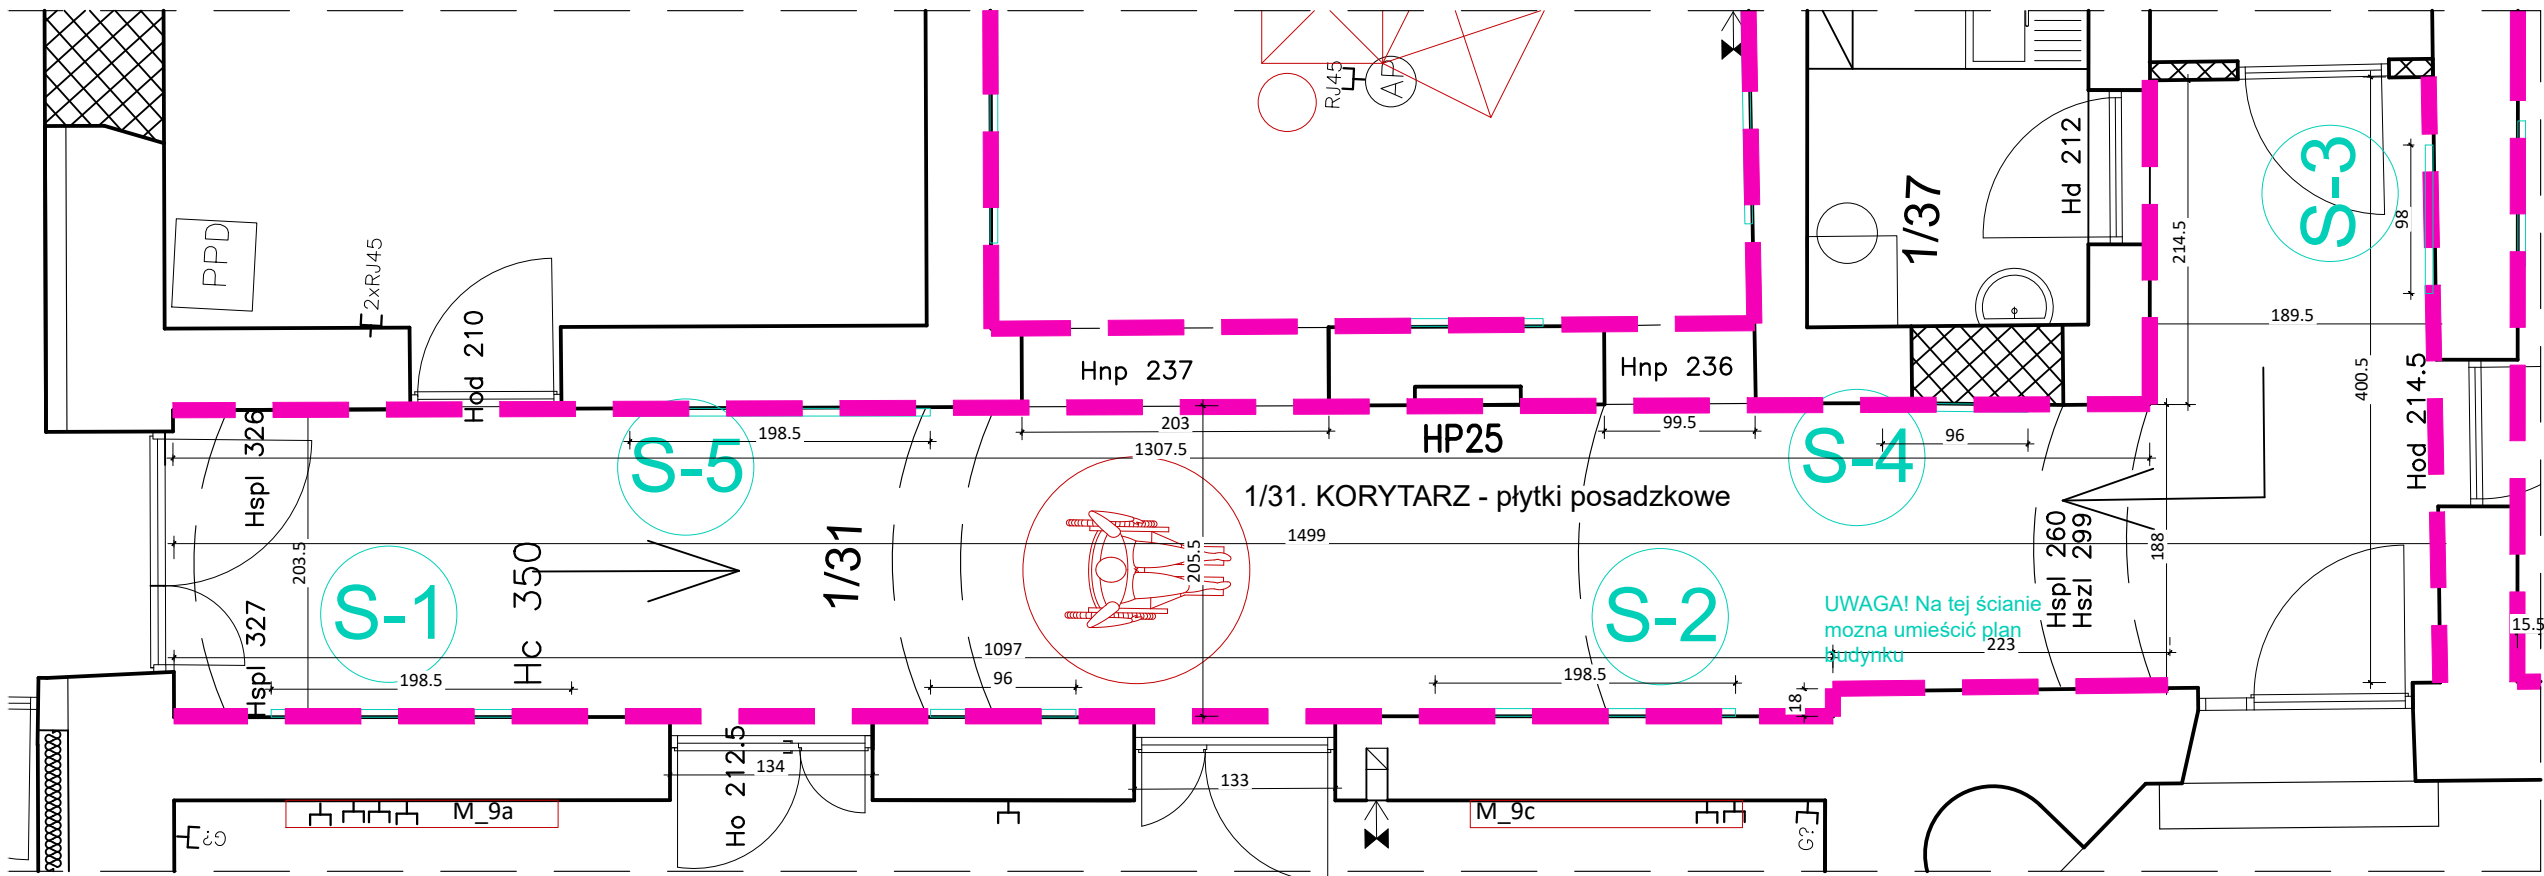 RJ45
AP
PPD
2xRJ45
Hod 210
Hnp 237
Hnp 236
1/37
Hd 212
S-3
98
214.5
189.5
400.5
Hod 214.5
Hspl 326
S-5
198.5
203
HP25
99.5
S-4
96
1307.5
1/31. KORYTARZ - płytki posadzkowe
203.5
Hc 350
1/31
205.5
1499
Hspl 260
Hszl 299
188
Hspl 327
S-1
198.5
1097
96
S-2
198.5
UWAGA! Na tej ścianie
mozna umieścić plan
budynku
223
18
15.5
Ho 212.5
134
133
M_9a
M_9c
G?
G?